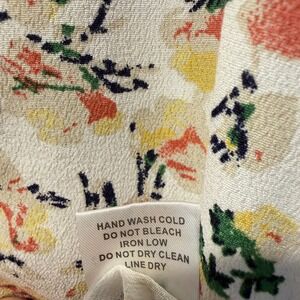 HAND WASH COLD
DO NOT BLEACH
IRON LOW
DO NOT DRY CLEAN
LINE DRY